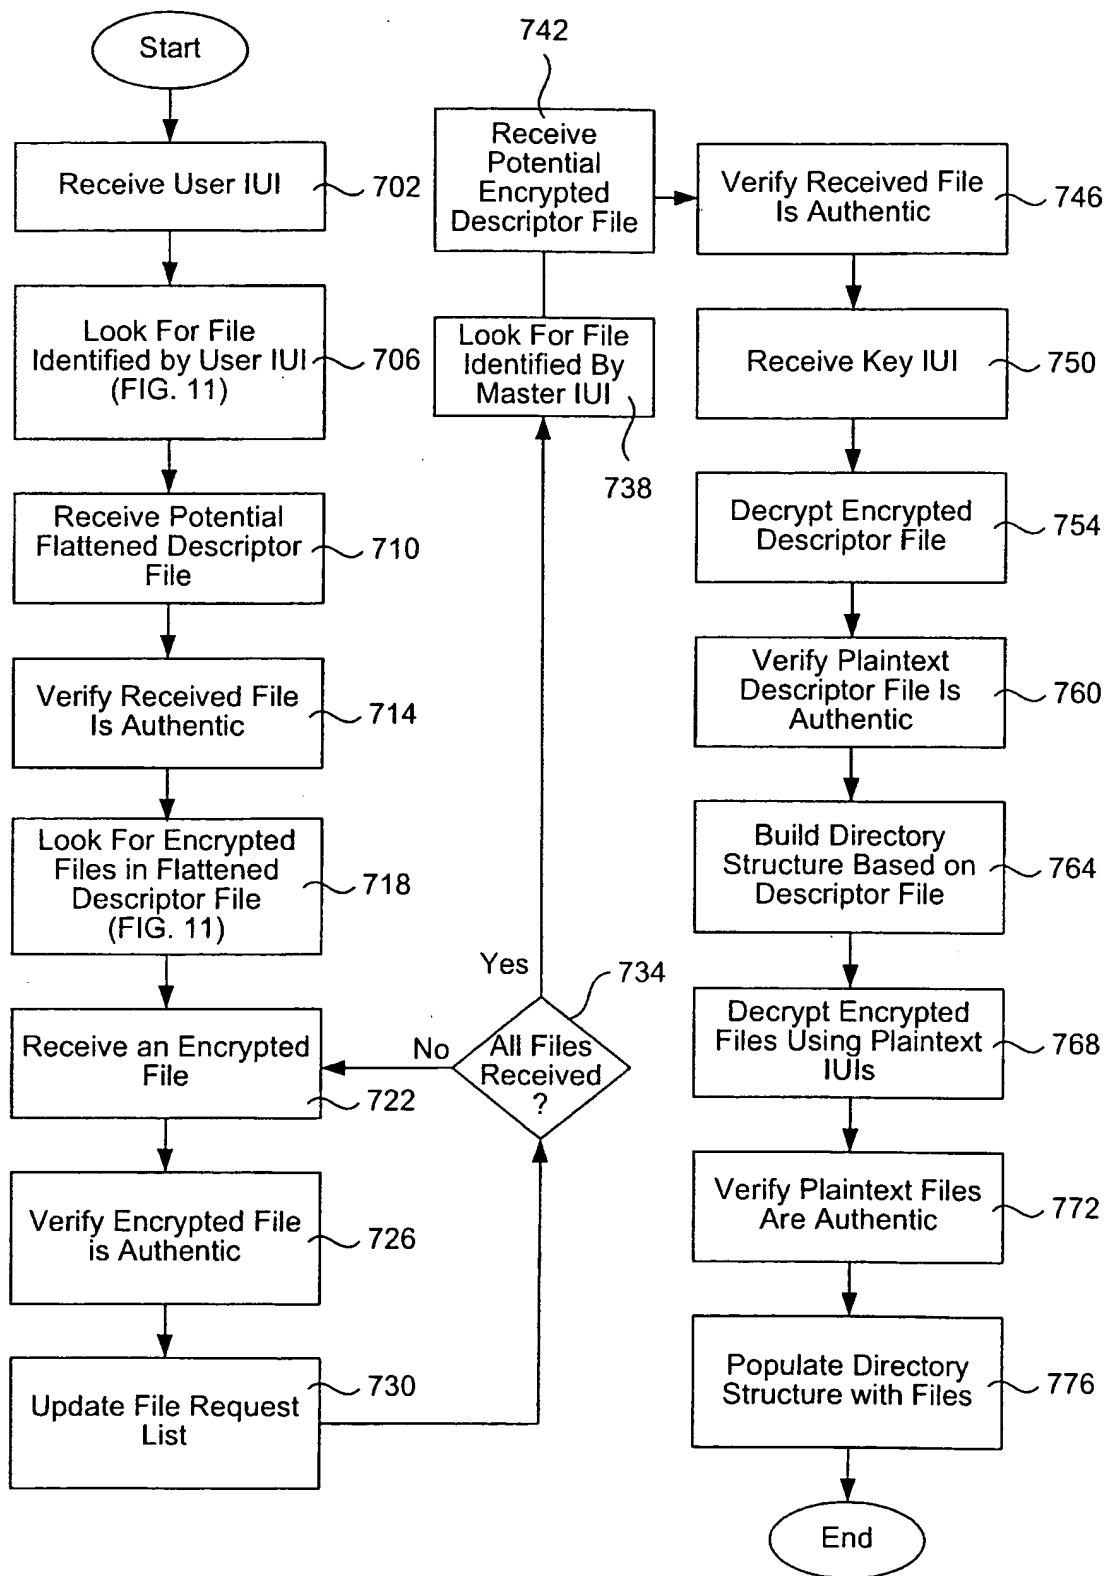 Start
Receive User IUI
702
Look For File
Identified by User IUI
(FIG. 11)
706
Receive Potential
Flattened Descriptor
File
710
Verify Received File
Is Authentic
714
Look For Encrypted
Files in Flattened
Descriptor File
(FIG. 11)
718
Receive an Encrypted
File
722
Verify Encrypted File
is Authentic
726
Update File Request
List
730
All Files
Received
?
734
No
Yes
Look For File
Identified By
Master IUI
738
742
Receive
Potential
Encrypted
Descriptor File
Verify Received File
Is Authentic
746
Receive Key IUI
750
Decrypt Encrypted
Descriptor File
754
Verify Plaintext
Descriptor File Is
Authentic
760
Build Directory
Structure Based on
Descriptor File
764
Decrypt Encrypted
Files Using Plaintext
IUIs
768
Verify Plaintext Files
Are Authentic
772
Populate Directory
Structure with Files
776
End